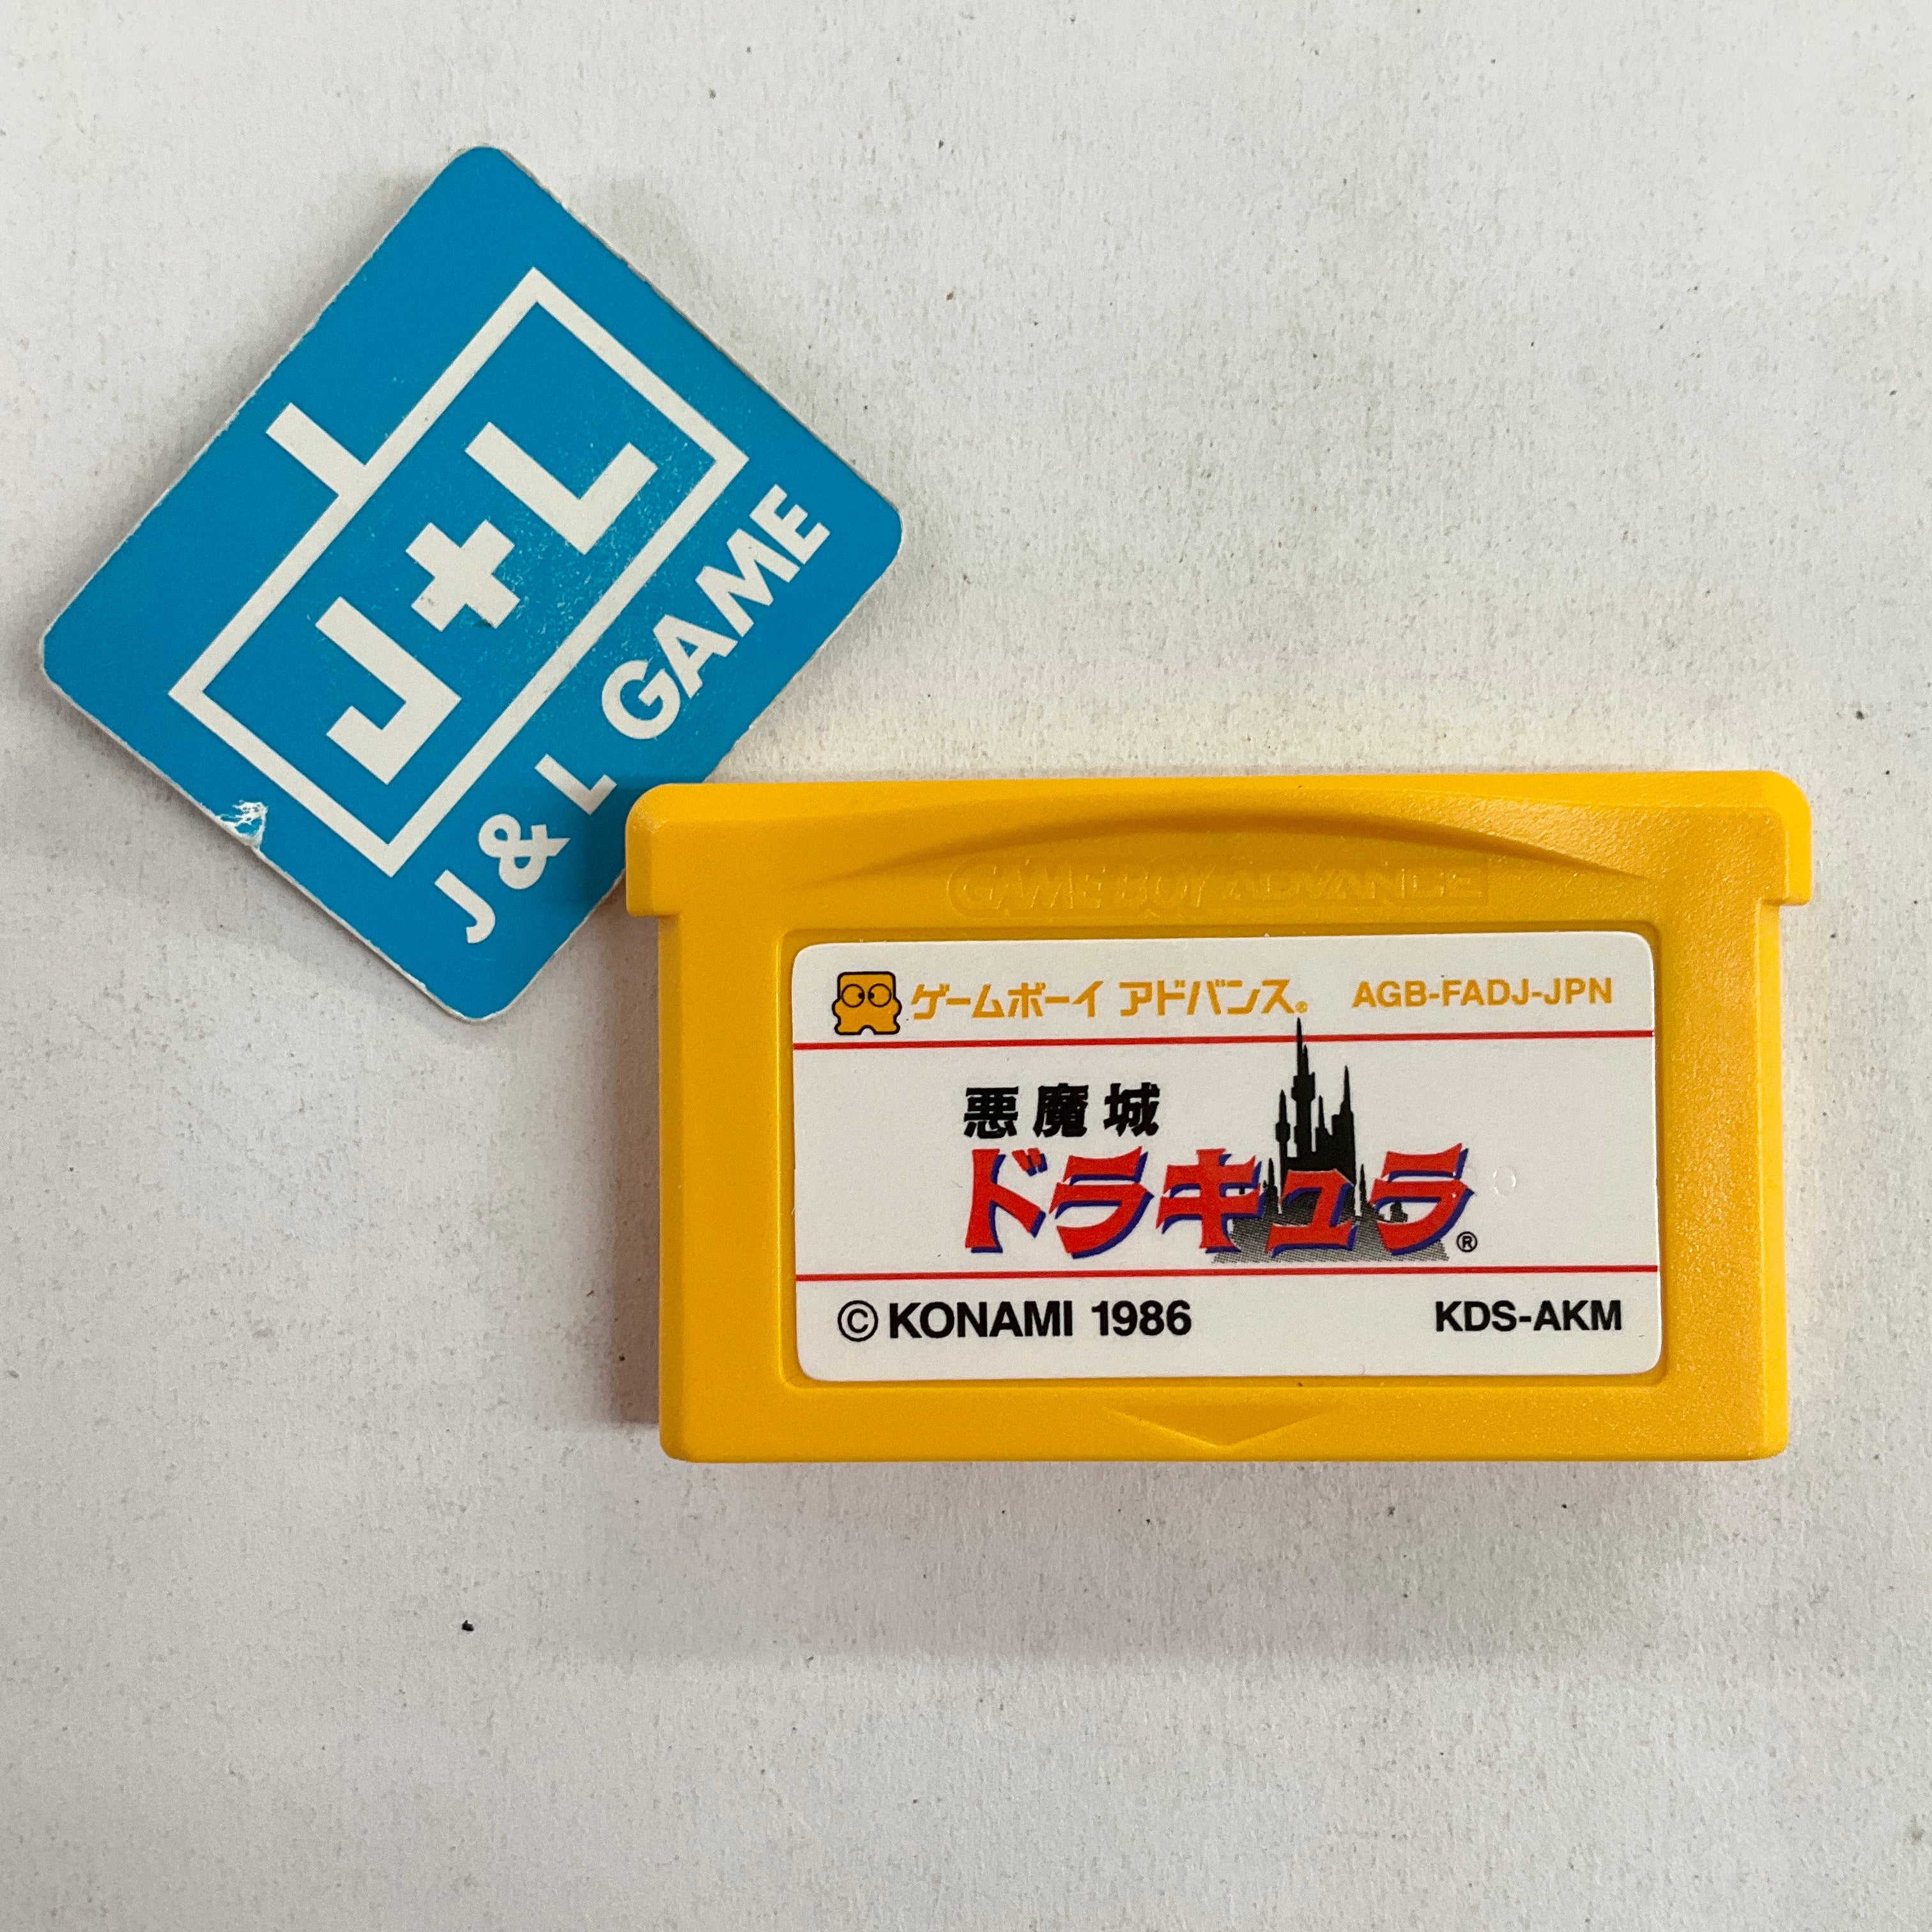 J+L
J & L GAME
GAME BOY ADVANCE
ゲームボーイ アドバンス® AGB-FADJ-JPN
悪魔城
ドラキュラ®
© KONAMI 1986 KDS-AKM